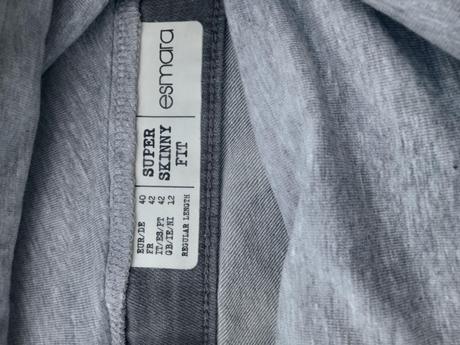 esmara
SUPER
SKINNY
FIT
EUR/DE 40
FR 42
IT/ES/PT 42
GB/IE/NI 12
REGULAR LENGTH